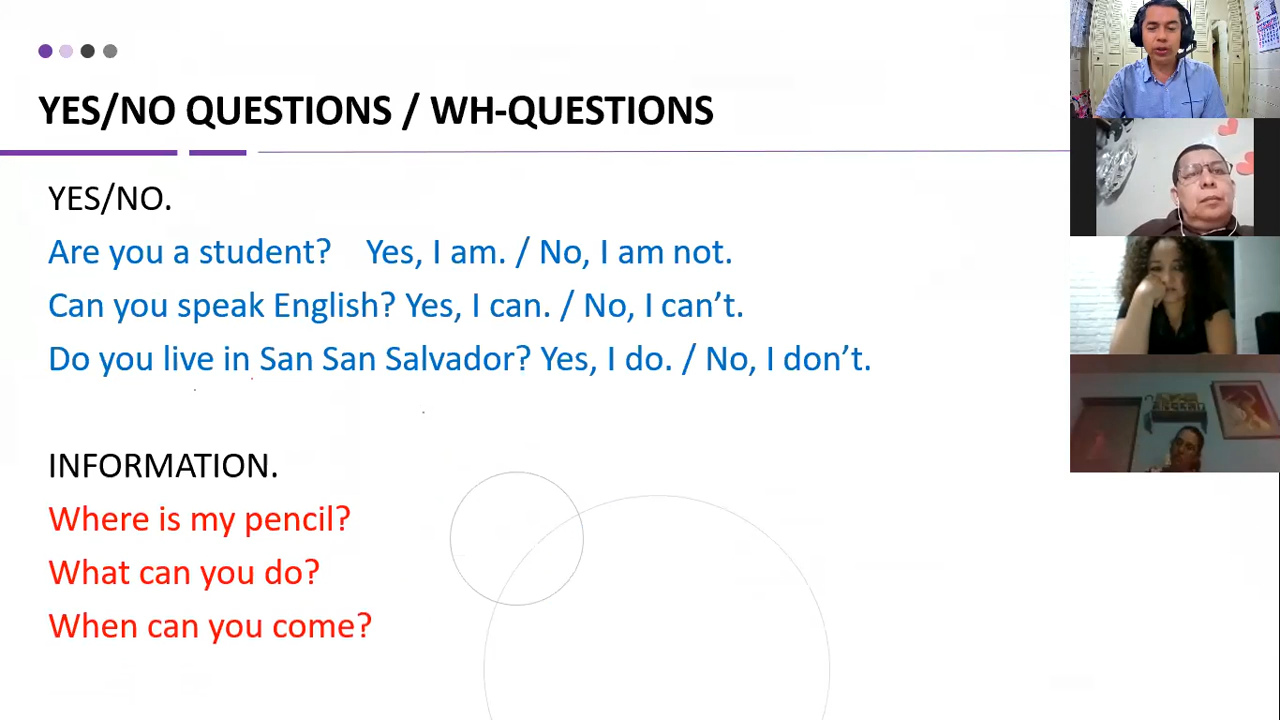 YES/NO QUESTIONS / WH-QUESTIONS
YES/NO.
Are you a student? Yes, I am. / No, I am not.
Can you speak English? Yes, I can. / No, I can't.
Do you live in San San Salvador? Yes, I do. / No, I don't.
INFORMATION.
Where is my pencil?
What can you do?
When can you come?